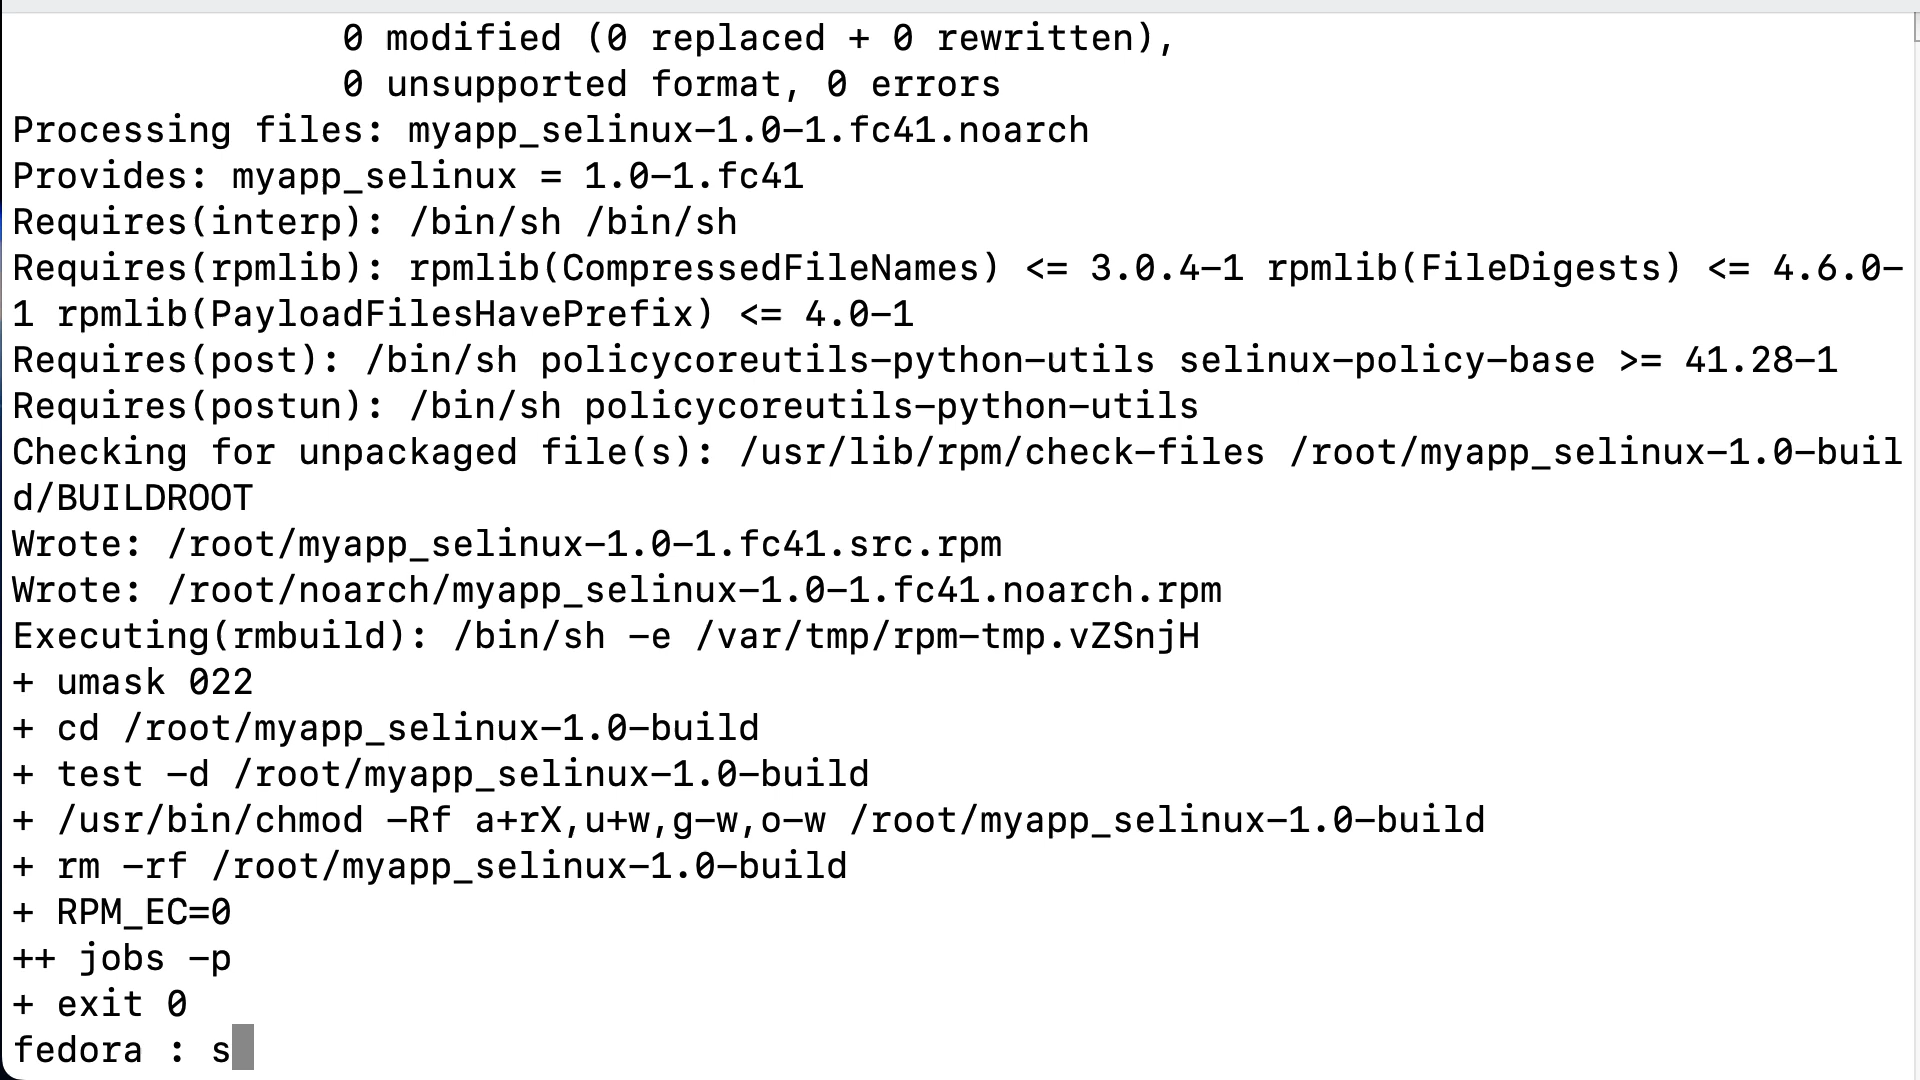 0 modified (0 replaced + 0 rewritten),
0 unsupported format, 0 errors
Processing files: myapp_selinux-1.0-1.fc41.noarch
Provides: myapp_selinux = 1.0-1.fc41
Requires(interp): /bin/sh /bin/sh
Requires(rpmlib): rpmlib(CompressedFileNames) <= 3.0.4-1 rpmlib(FileDigests) <= 4.6.0-
1 rpmlib(PayloadFilesHavePrefix) <= 4.0-1
Requires(post): /bin/sh policycoreutils-python-utils selinux-policy-base >= 41.28-1
Requires(postun): /bin/sh policycoreutils-python-utils
Checking for unpackaged file(s): /usr/lib/rpm/check-files /root/myapp_selinux-1.0-buil
d/BUILDROOT
Wrote: /root/myapp_selinux-1.0-1.fc41.src.rpm
Wrote: /root/noarch/myapp_selinux-1.0-1.fc41.noarch.rpm
Executing(rmbuild): /bin/sh -e /var/tmp/rpm-tmp.vZSnjH
+ umask 022
+ cd /root/myapp_selinux-1.0-build
+ test -d /root/myapp_selinux-1.0-build
+ /usr/bin/chmod -Rf a+rX,u+w,g-w,o-w /root/myapp_selinux-1.0-build
+ rm -rf /root/myapp_selinux-1.0-build
+ RPM_EC=0
++ jobs -p
+ exit 0
fedora : s